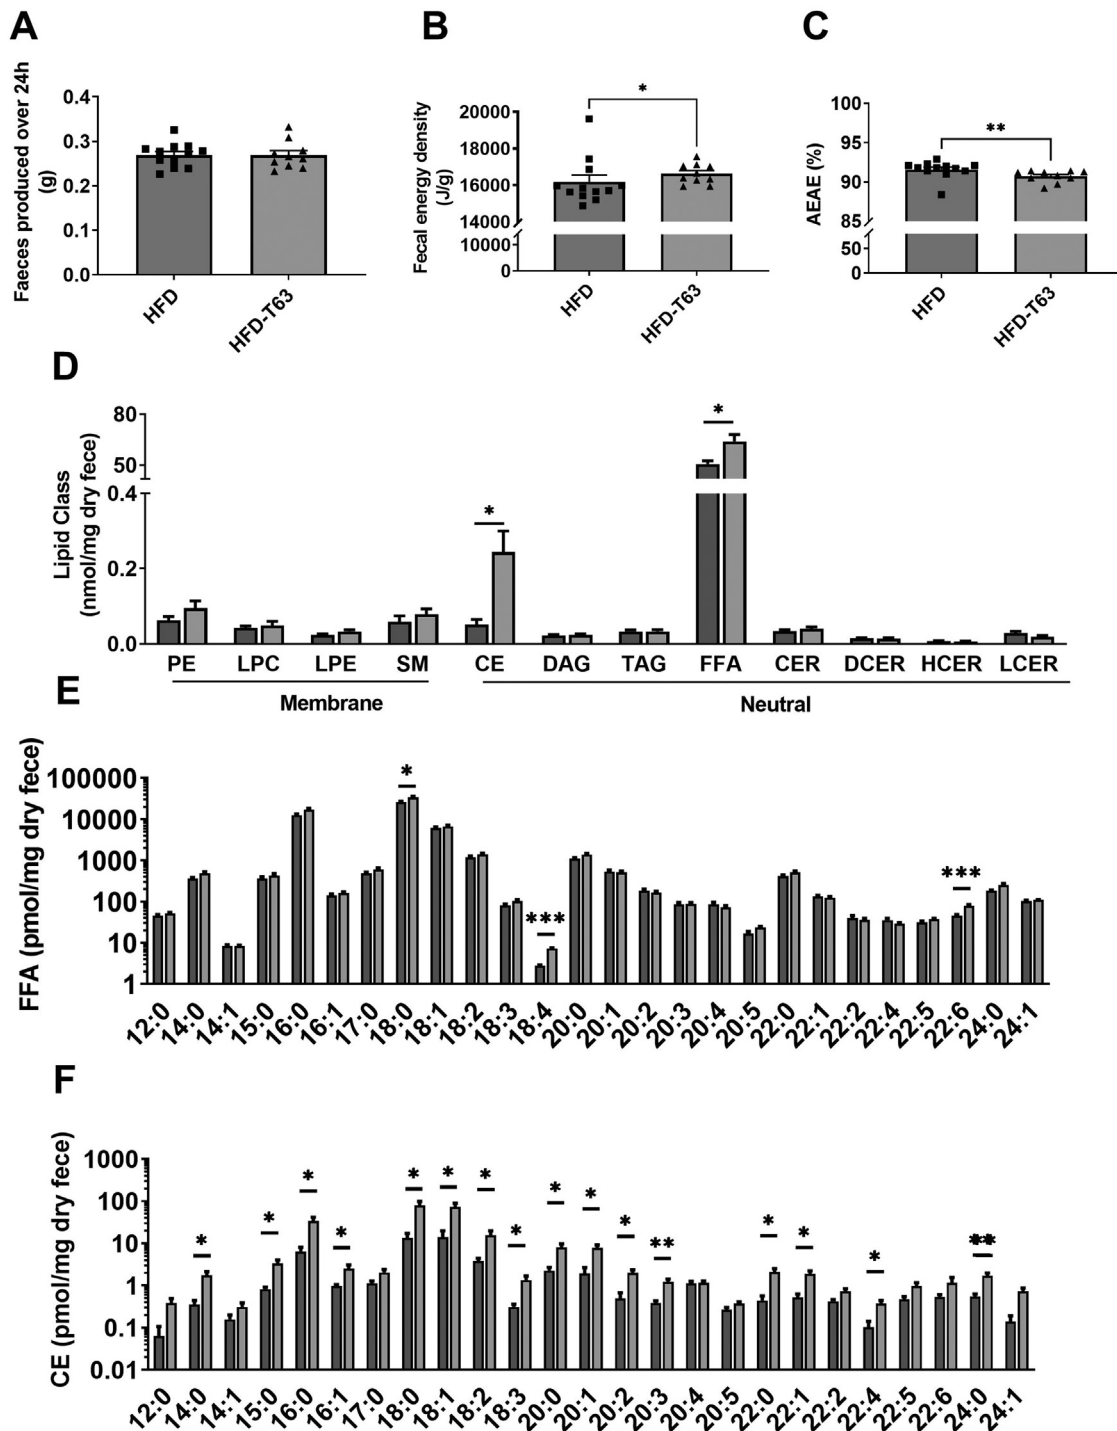 A
Faeces produced over 24h
(g)
0.4
0.3
0.2
0.1
0.0
HFD
HFD-T63
B
Fecal energy density
(J/g)
*
20000
18000
16000
14000
10000
0
HFD
HFD-T63
C
AEAE (%)
**
100
95
90
85
50
0
HFD
HFD-T63
D
Lipid Class
(nmol/mg dry fece)
80
50
0.4
0.2
0.0
*
*
PE LPC LPE SM CE DAG TAG FFA CER DCER HCER LCER
Membrane
Neutral
E
FFA (pmol/mg dry fece)
100000
10000
1000
100
10
1
*
***
***
12:0 14:0 14:1 15:0 16:0 16:1 17:0 18:0 18:1 18:2 18:3 18:4 20:0 20:1 20:2 20:3 20:4 20:5 22:0 22:1 22:2 22:4 22:5 22:6 24:0 24:1
F
CE (pmol/mg dry fece)
1000
100
10
1
0.1
0.01
* * * * * * * * * * * ** * * * **
12:0 14:0 14:1 15:0 16:0 16:1 17:0 18:0 18:1 18:2 18:3 20:0 20:1 20:2 20:3 20:4 20:5 22:0 22:1 22:2 22:4 22:5 22:6 24:0 24:1